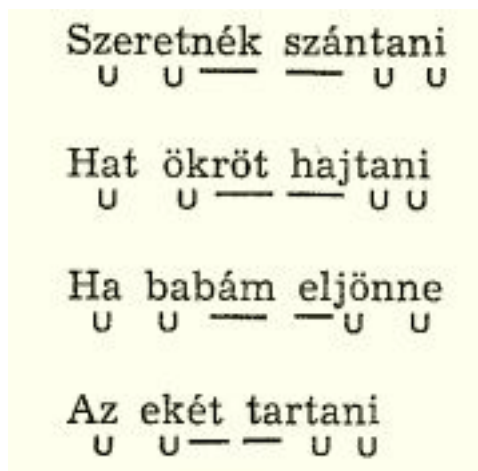 Szeretnék szántani
U U — — U U
Hat ökröt hajtani
U U — — U U
Ha babám eljönne
U U — — U U
Az ekét tartani
U U — — U U